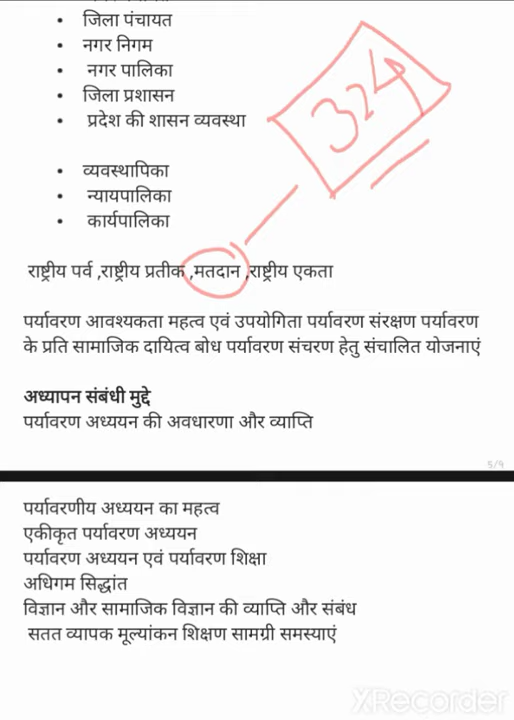 • जिला पंचायत
• नगर निगम
• नगर पालिका
• जिला प्रशासन
• प्रदेश की शासन व्यवस्था
324
• व्यवस्थापिका
• न्यायपालिका
• कार्यपालिका
राष्ट्रीय पर्व ,राष्ट्रीय प्रतीक ,मतदान ,राष्ट्रीय एकता
पर्यावरण आवश्यकता महत्व एवं उपयोगिता पर्यावरण संरक्षण पर्यावरण
के प्रति सामाजिक दायित्व बोध पर्यावरण संचरण हेतु संचालित योजनाएं
अध्यापन संबंधी मुद्दे
पर्यावरण अध्ययन की अवधारणा और व्याप्ति
5/9
पर्यावरणीय अध्ययन का महत्व
एकीकृत पर्यावरण अध्ययन
पर्यावरण अध्ययन एवं पर्यावरण शिक्षा
अधिगम सिद्धांत
विज्ञान और सामाजिक विज्ञान की व्याप्ति और संबंध
सतत व्यापक मूल्यांकन शिक्षण सामग्री समस्याएं
XRecorder